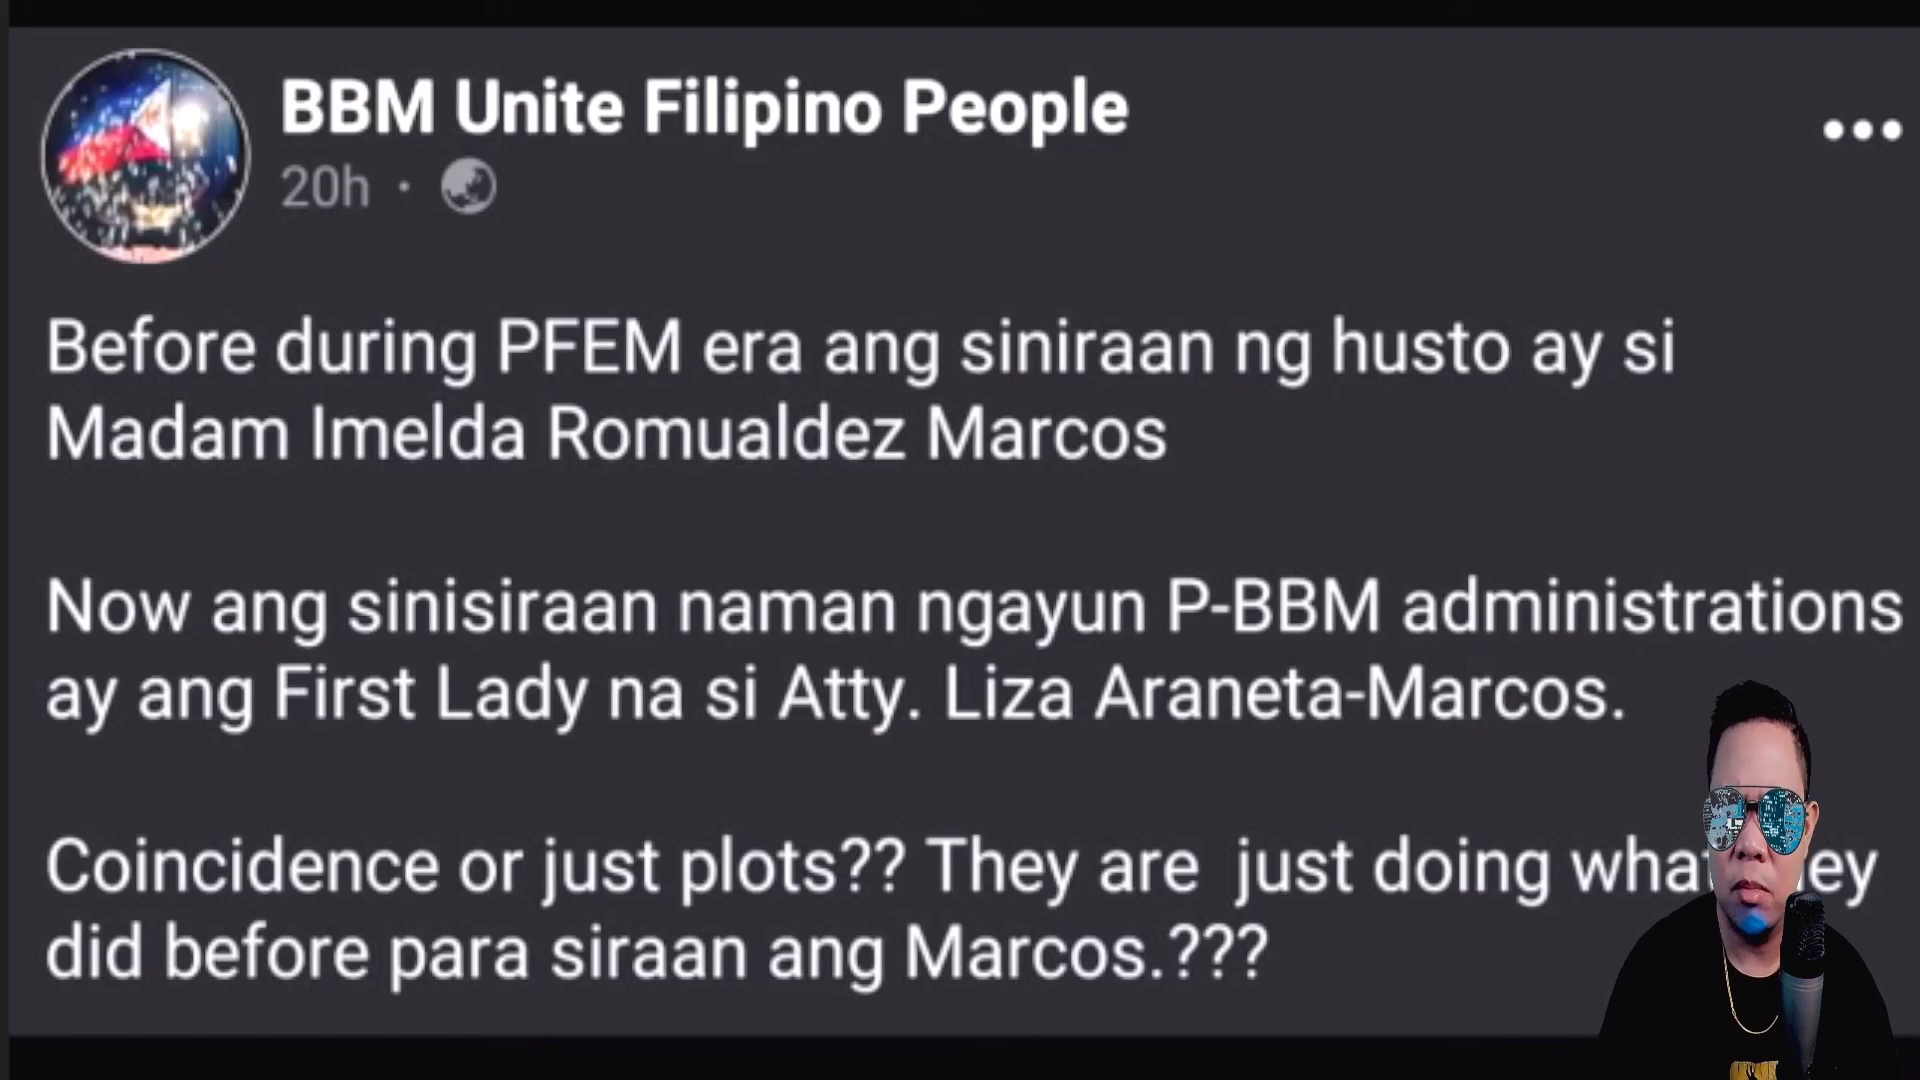 BBM Unite Filipino People
20h ·
Before during PFEM era ang siniraan ng husto ay si
Madam Imelda Romualdez Marcos
Now ang sinisiraan naman ngayun P-BBM administrations
ay ang First Lady na si Atty. Liza Araneta-Marcos.
Coincidence or just plots?? They are just doing
did before para siraan ang Marcos.???